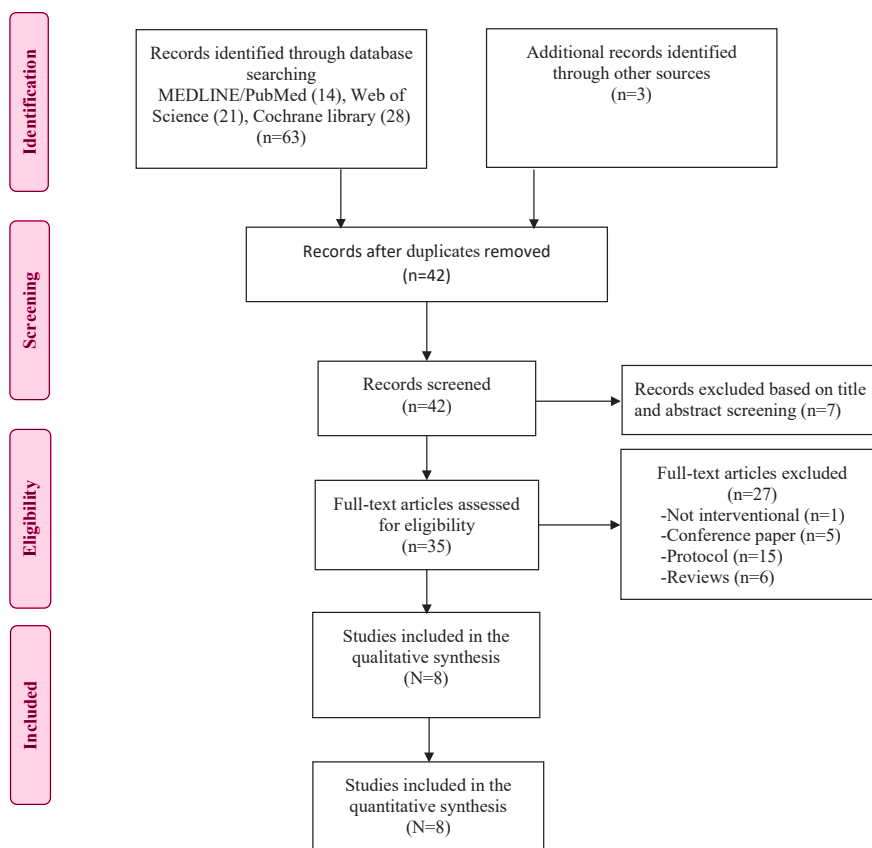 Identification
Records identified through database
searching
MEDLINE/PubMed (14), Web of
Science (21), Cochrane library (28)
(n=63)
Additional records identified
through other sources
(n=3)
Screening
Records after duplicates removed
(n=42)
Records screened
(n=42)
Records excluded based on title
and abstract screening (n=7)
Eligibility
Full-text articles assessed
for eligibility
(n=35)
Full-text articles excluded
(n=27)
-Not interventional (n=1)
-Conference paper (n=5)
-Protocol (n=15)
-Reviews (n=6)
Included
Studies included in the
qualitative synthesis
(N=8)
Studies included in the
quantitative synthesis
(N=8)